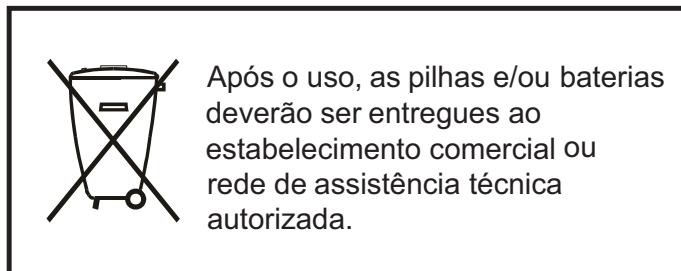 Após o uso, as pilhas e/ou baterias
deverão ser entregues ao
estabelecimento comercial ou
rede de assistência técnica
autorizada.